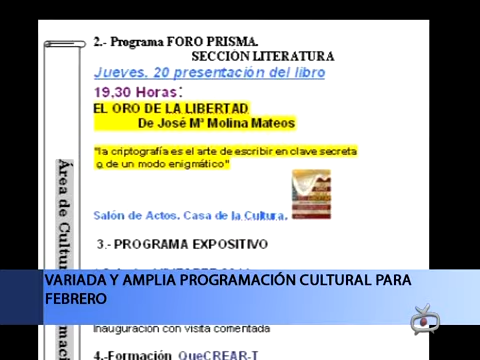 2.- Programa FORO PRISMA.
SECCIÓN LITERATURA
Jueves, 20 presentación del libro
19,30 Horas:
EL ORO DE LA LIBERTAD
De José Mª Molina Mateos
"la criptografía es el arte de escribir en clave secreta
o de un modo enigmático"
Salón de Actos. Casa de la Cultura.
3.- PROGRAMA EXPOSITIVO
VARIADA Y AMPLIA PROGRAMACIÓN CULTURAL PARA
FEBRERO
Inauguración con visita comentada
4.-Formación QueCREAR-T
Área de Cultur